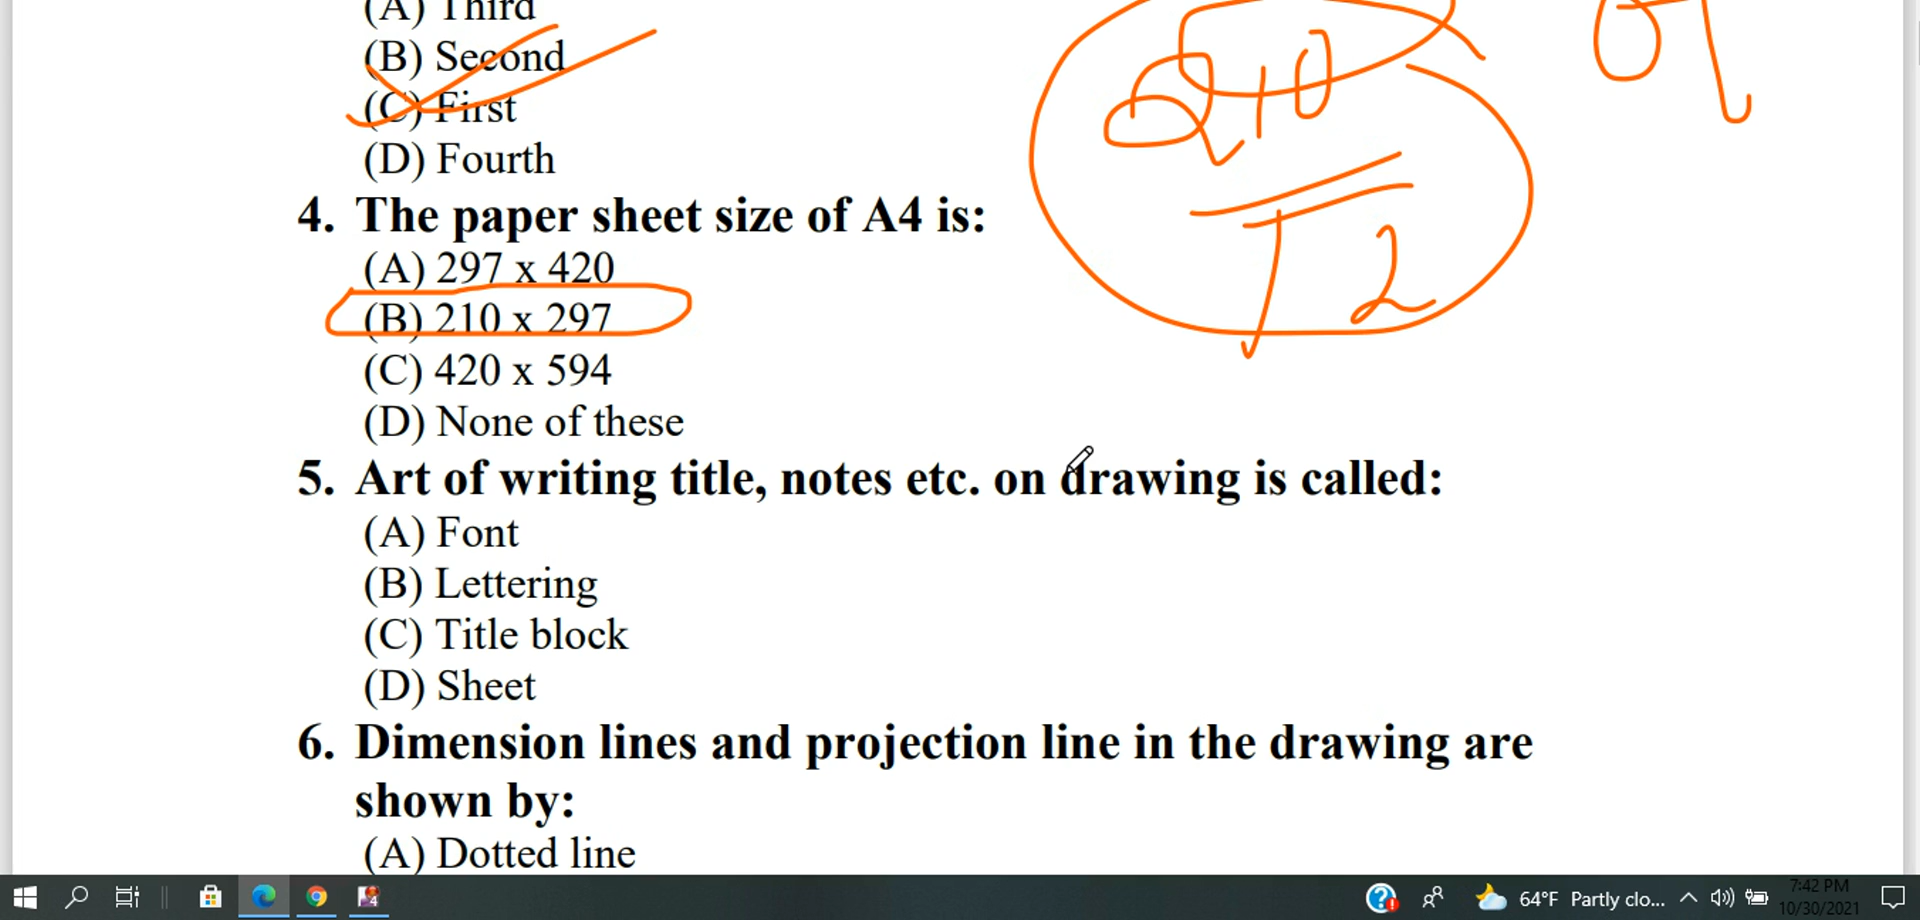 (A) Third
(B) Second
(C) First
(D) Fourth
4. The paper sheet size of A4 is:
(A) 297 x 420
(B) 210 x 297
(C) 420 x 594
(D) None of these
5. Art of writing title, notes etc. on drawing is called:
(A) Font
(B) Lettering
(C) Title block
(D) Sheet
6. Dimension lines and projection line in the drawing are
shown by:
(A) Dotted line
210
2
64°F Partly clo...
7:42 PM
10/30/2021